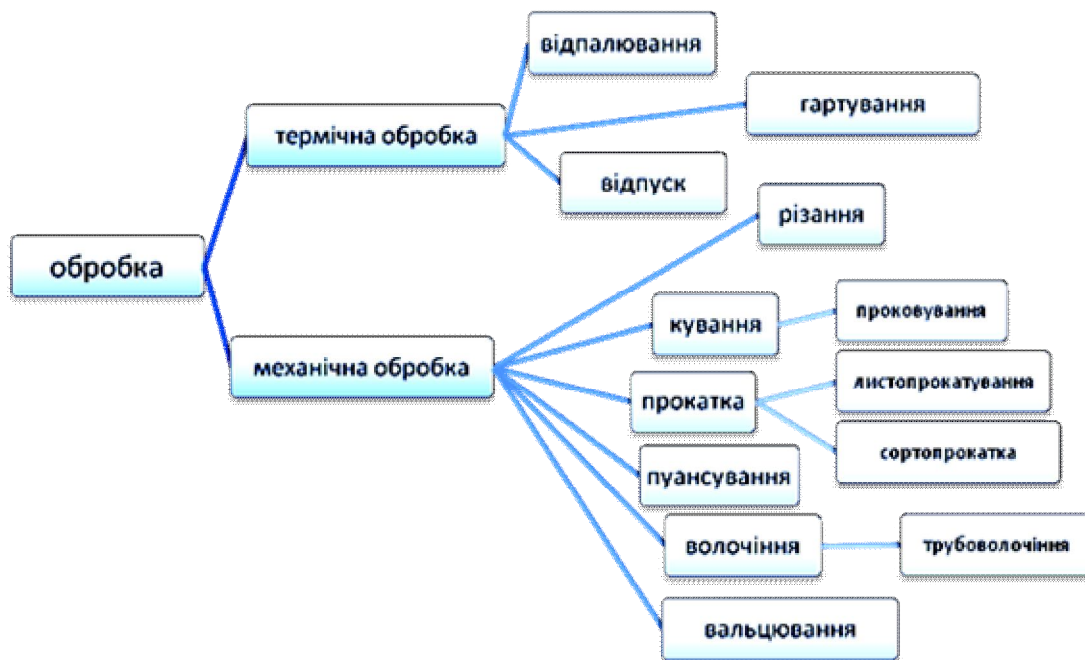 відпалювання
гартування
термічна обробка
відпуск
різання
обробка
кування
проковування
механічна обробка
листопрокатування
прокатка
сортопрокатка
пуансування
волочіння
трубоволочіння
вальцювання